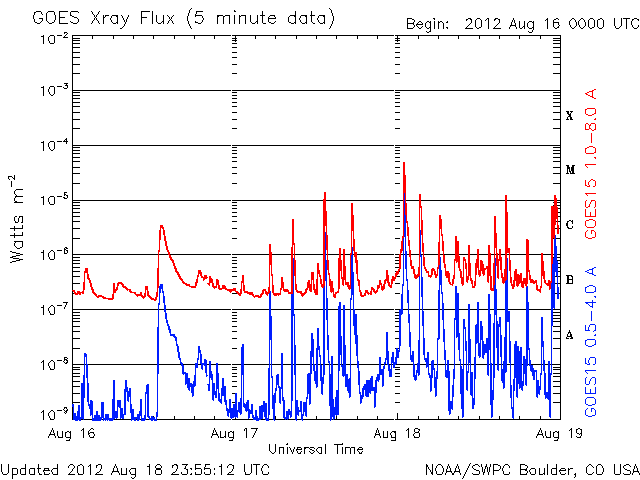 GOES Xray Flux (5 minute data)
Begin: 2012 Aug 16 0000 UTC
10⁻²
10⁻³
10⁻⁴
10⁻⁵
10⁻⁶
10⁻⁷
10⁻⁸
10⁻⁹
Watts m⁻²
X
M
C
B
A
GOES15 1.0-8.0 A
GOES15 0.5-4.0 A
Aug 16
Aug 17
Aug 18
Aug 19
Universal Time
Updated 2012 Aug 18 23:55:12 UTC
NOAA/SWPC Boulder, CO USA